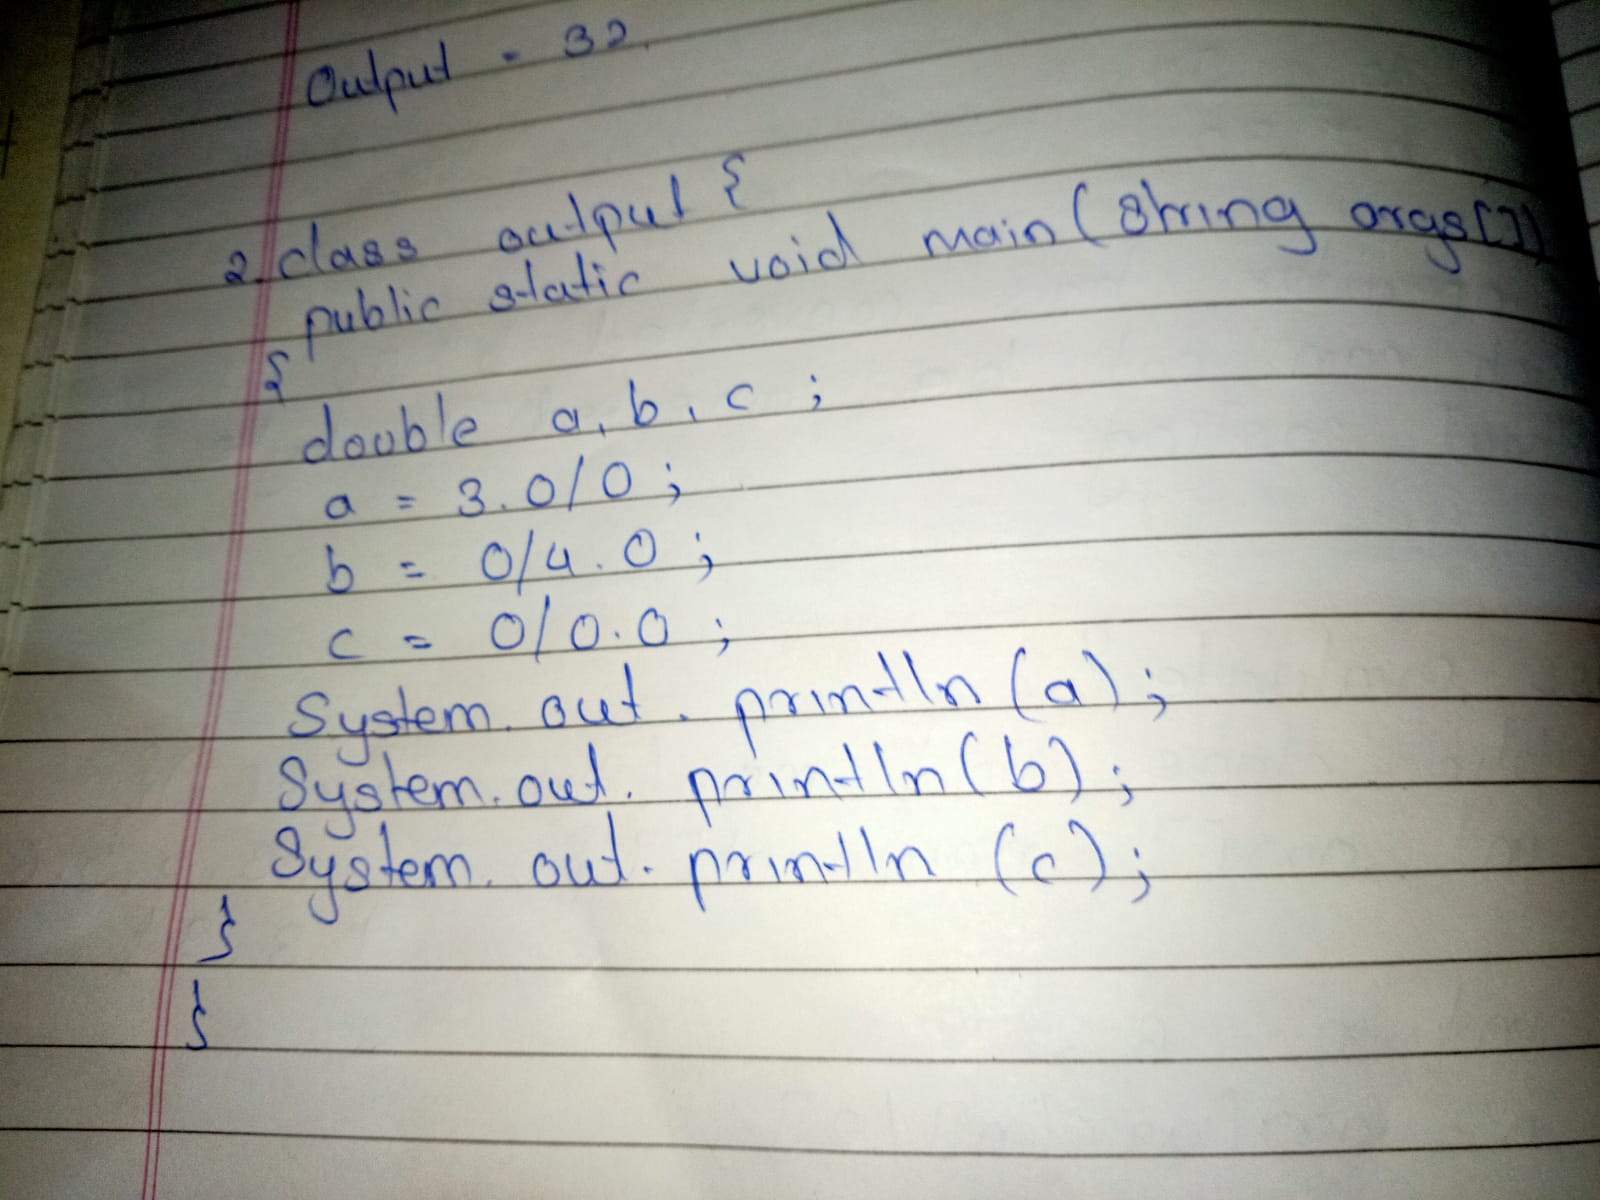 Output - 32.
2. class output {
public static void main (String args[])
{
double a, b, c ;
a = 3.0/0 ;
b = 0/4.0 ;
c = 0/0.0 ;
System. out. println (a) ;
System. out. println (b) ;
System. out. println (c) ;
}
}